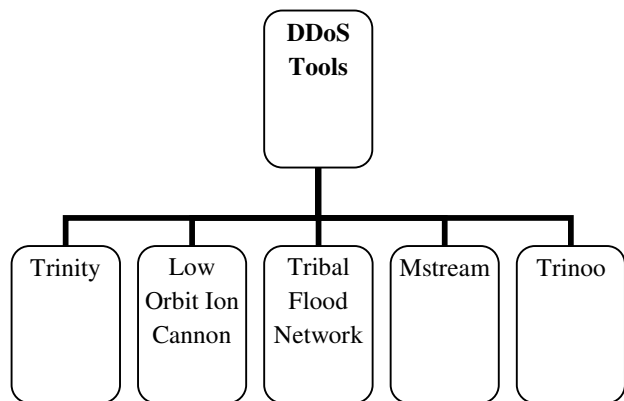 DDoS
Tools
Trinity
Low
Orbit Ion
Cannon
Tribal
Flood
Network
Mstream
Trinoo